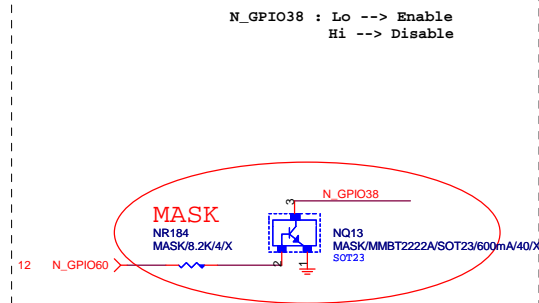 N_GPIO38 : Lo --> Enable
Hi --> Disable
3
N_GPIO38
MASK
NR184
MASK/8.2K/4/X
NQ13
MASK/MMBT2222A/SOT23/600mA/40/X
SOT23
12 N_GPIO60
2
1